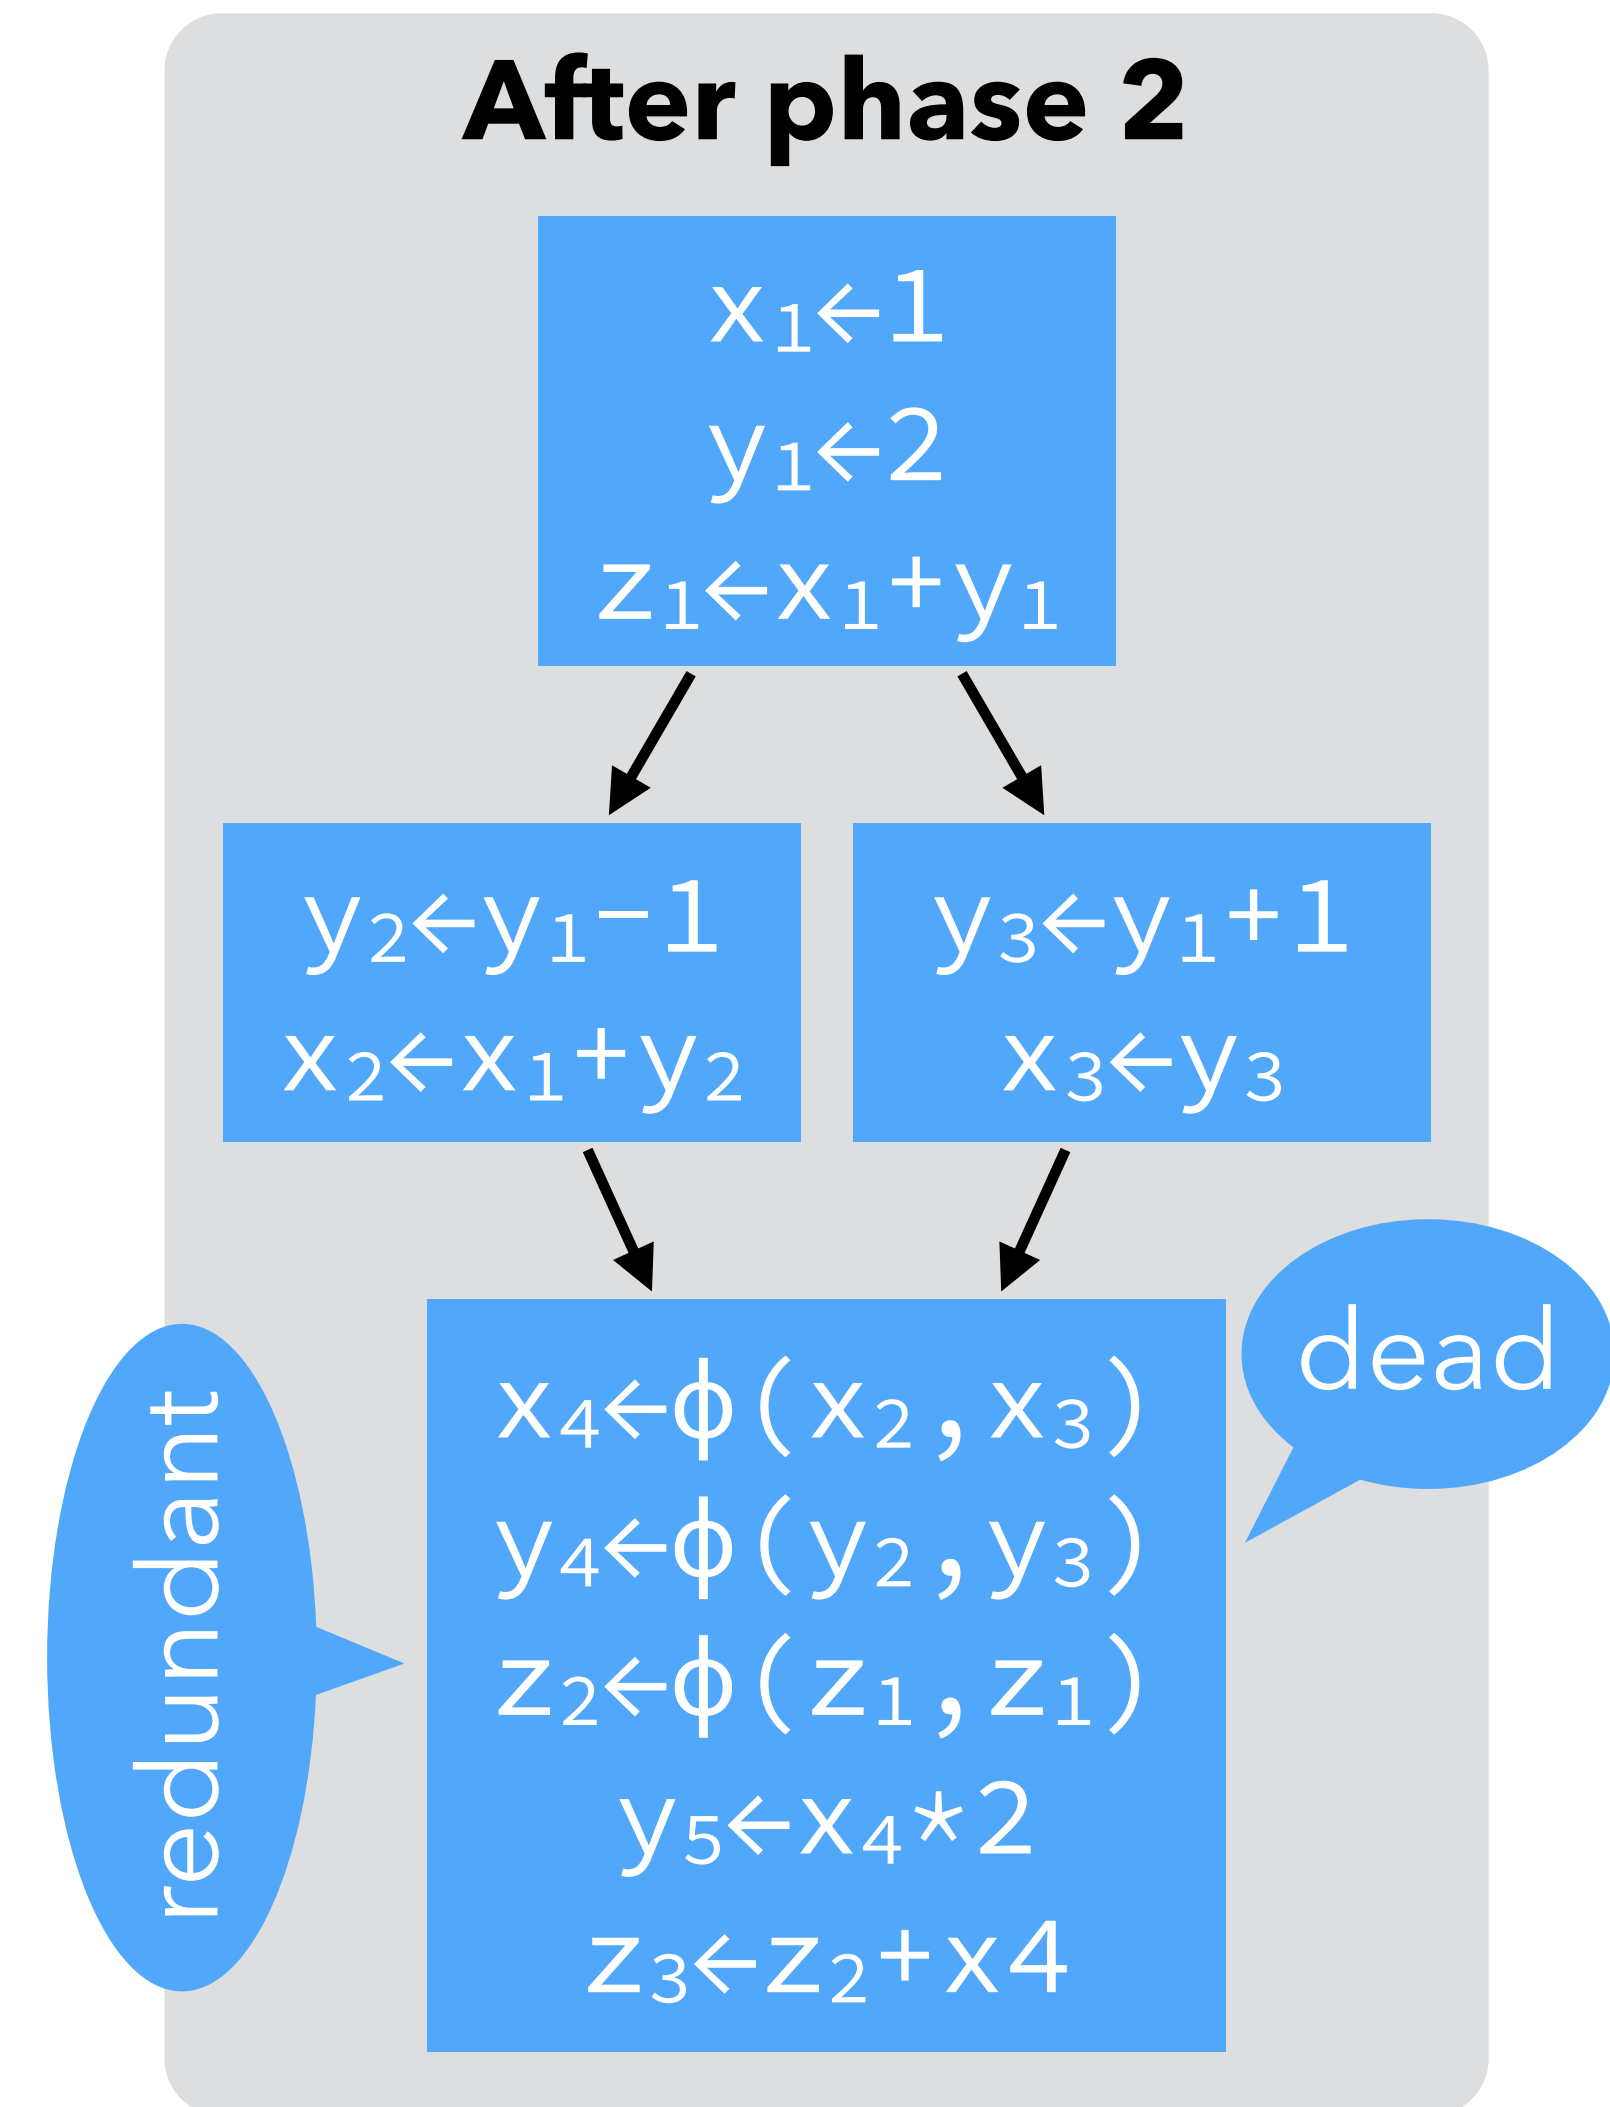 After phase 2
x₁←1
y₁←2
z₁←x₁+y₁
y₂←y₁-1
x₂←x₁+y₂
y₃←y₁+1
x₃←y₃
dead
redundant
x₄←ϕ(x₂,x₃)
y₄←ϕ(y₂,y₃)
z₂←ϕ(z₁,z₁)
y₅←x₄*2
z₃←z₂+x4